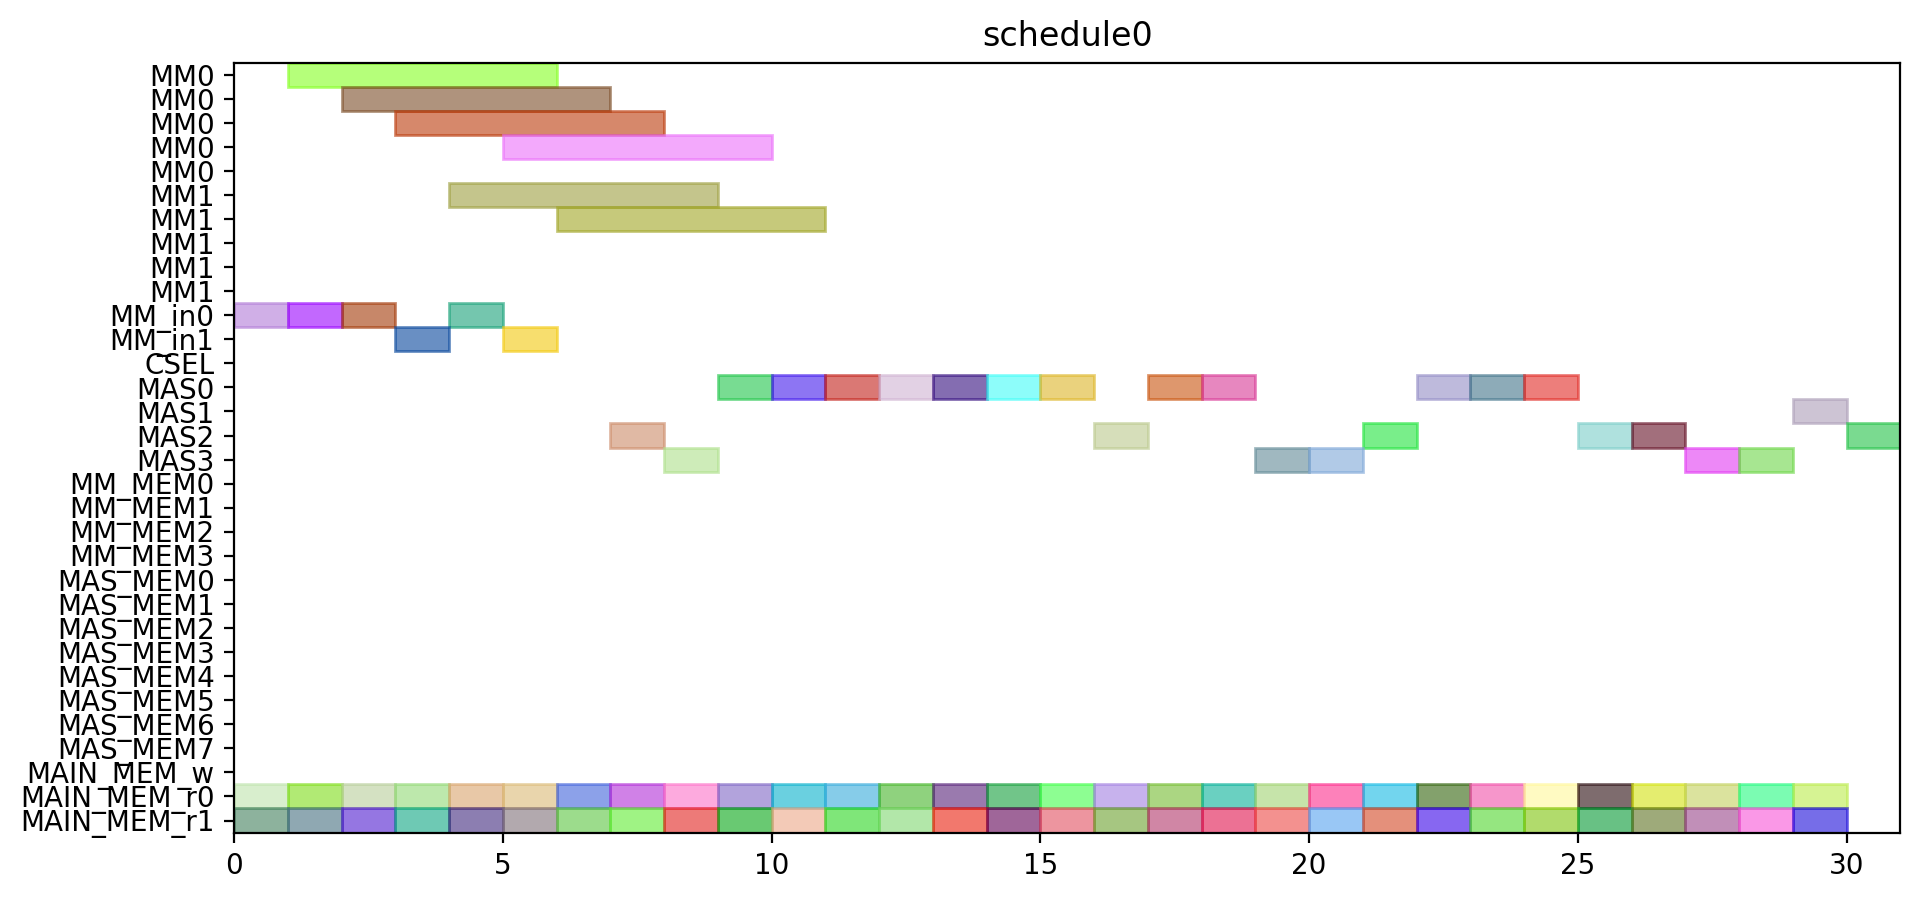 schedule0
MM0
MM0
MM0
MM0
MM0
MM1
MM1
MM1
MM1
MM1
MM_in0
MM_in1
CSEL
MAS0
MAS1
MAS2
MAS3
MM_MEM0
MM_MEM1
MM_MEM2
MM_MEM3
MAS_MEM0
MAS_MEM1
MAS_MEM2
MAS_MEM3
MAS_MEM4
MAS_MEM5
MAS_MEM6
MAS_MEM7
MAIN_MEM_w
MAIN_MEM_r0
MAIN_MEM_r1
0 5 10 15 20 25 30